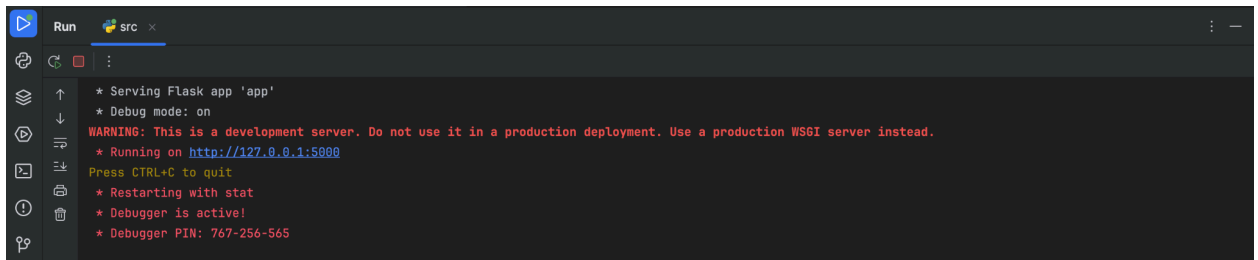 Run src
* Serving Flask app 'app'
* Debug mode: on
WARNING: This is a development server. Do not use it in a production deployment. Use a production WSGI server instead.
* Running on http://127.0.0.1:5000
Press CTRL+C to quit
* Restarting with stat
* Debugger is active!
* Debugger PIN: 767-256-565